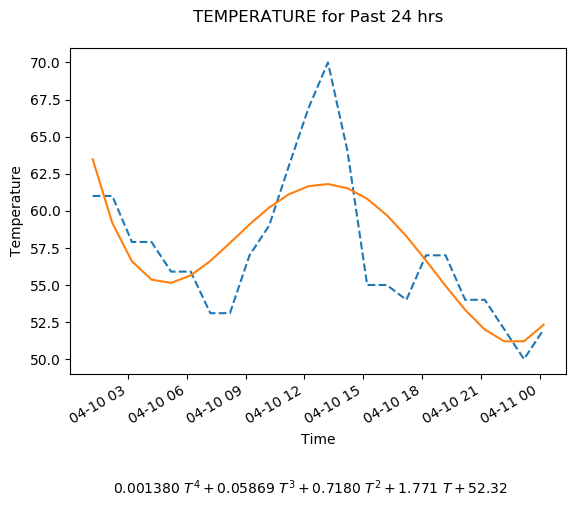 TEMPERATURE for Past 24 hrs
70.0
67.5
65.0
62.5
60.0
57.5
55.0
52.5
50.0
Temperature
04-10 03 04-10 06 04-10 09 04-10 12 04-10 15 04-10 18 04-10 21 04-11 00
Time
0.001380 T⁴ + 0.05869 T³ + 0.7180 T² + 1.771 T + 52.32